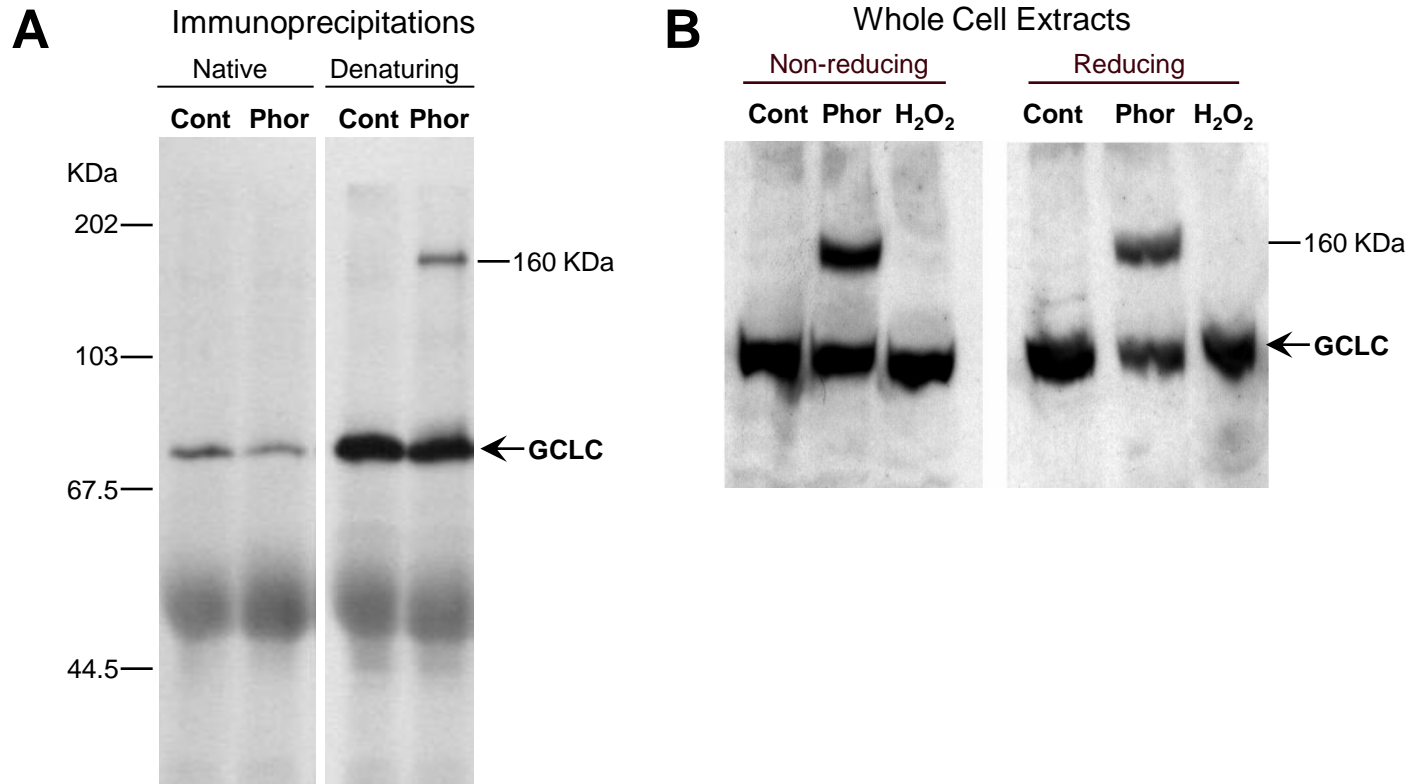 A
Immunoprecipitations
Native Denaturing
Cont Phor Cont Phor
KDa
202
160 KDa
103
GCLC
67.5
44.5
B
Whole Cell Extracts
Non-reducing Reducing
Cont Phor H₂O₂ Cont Phor H₂O₂
160 KDa
GCLC